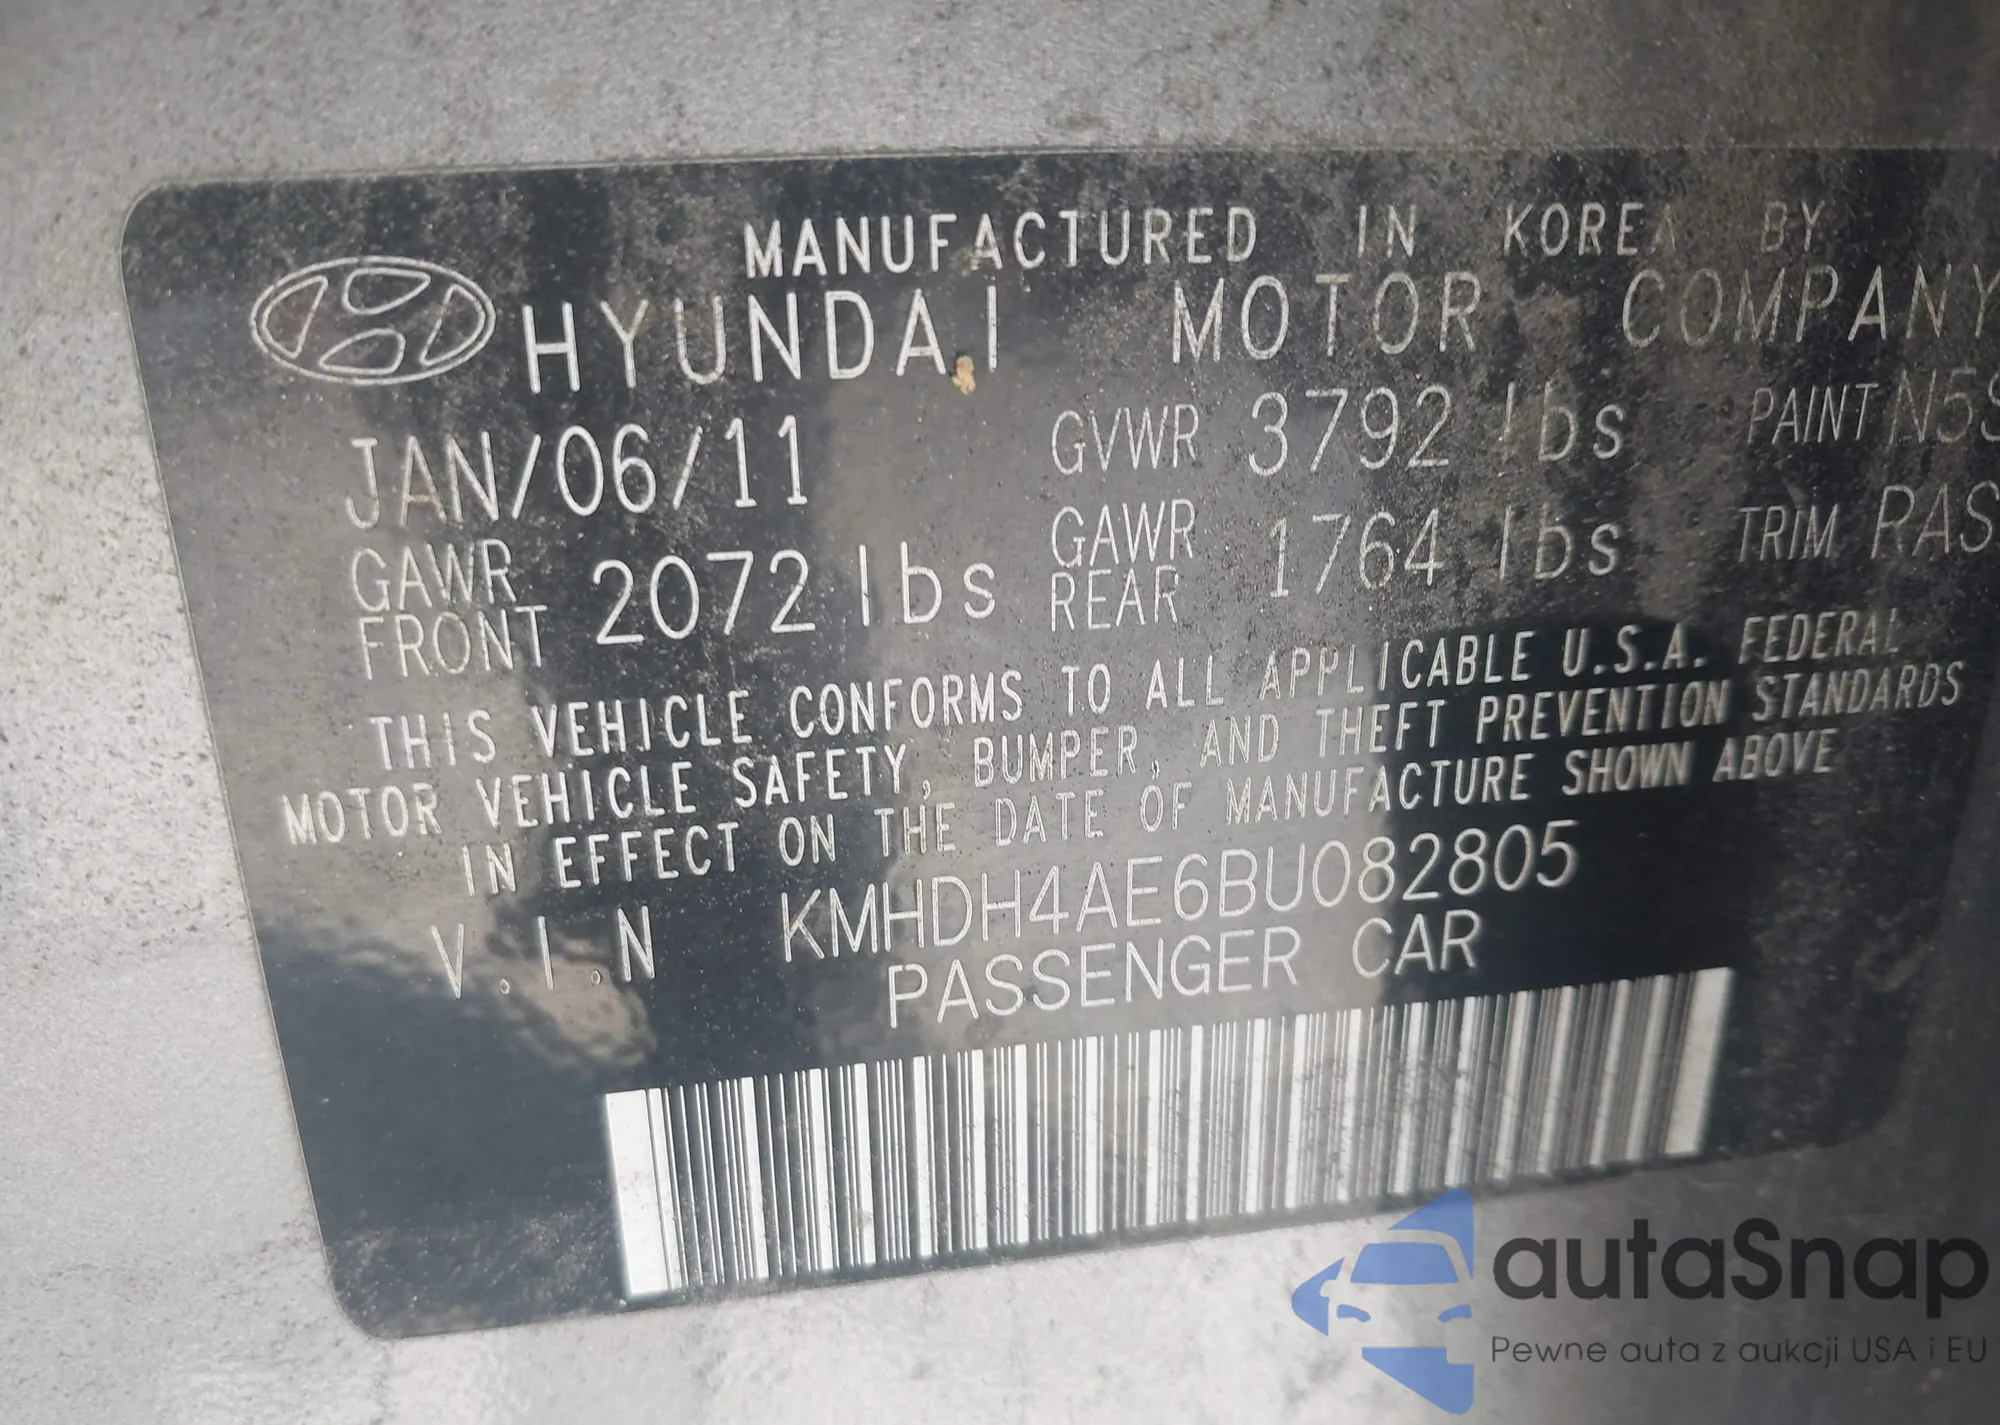 MANUFACTURED IN KOREA BY
HYUNDAI MOTOR COMPANY
JAN/06/11 GVWR 3792 lbs PAINT N5S
GAWR FRONT 2072 lbs GAWR REAR 1764 lbs TRIM RAS
THIS VEHICLE CONFORMS TO ALL APPLICABLE U.S.A. FEDERAL
MOTOR VEHICLE SAFETY, BUMPER, AND THEFT PREVENTION STANDARDS
IN EFFECT ON THE DATE OF MANUFACTURE SHOWN ABOVE
V.I.N KMHDH4AE6BU082805
PASSENGER CAR
autaSnap
Pewne auta z aukcji USA i EU